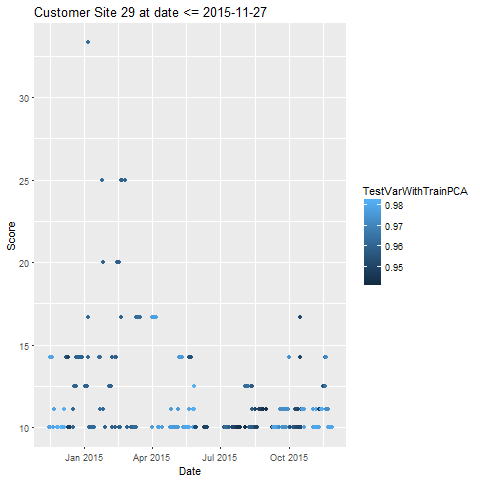 Customer Site 29 at date <= 2015-11-27
30
25
20
15
10
Score
Jan 2015
Apr 2015
Jul 2015
Oct 2015
Date
TestVarWithTrainPCA
0.98
0.97
0.96
0.95